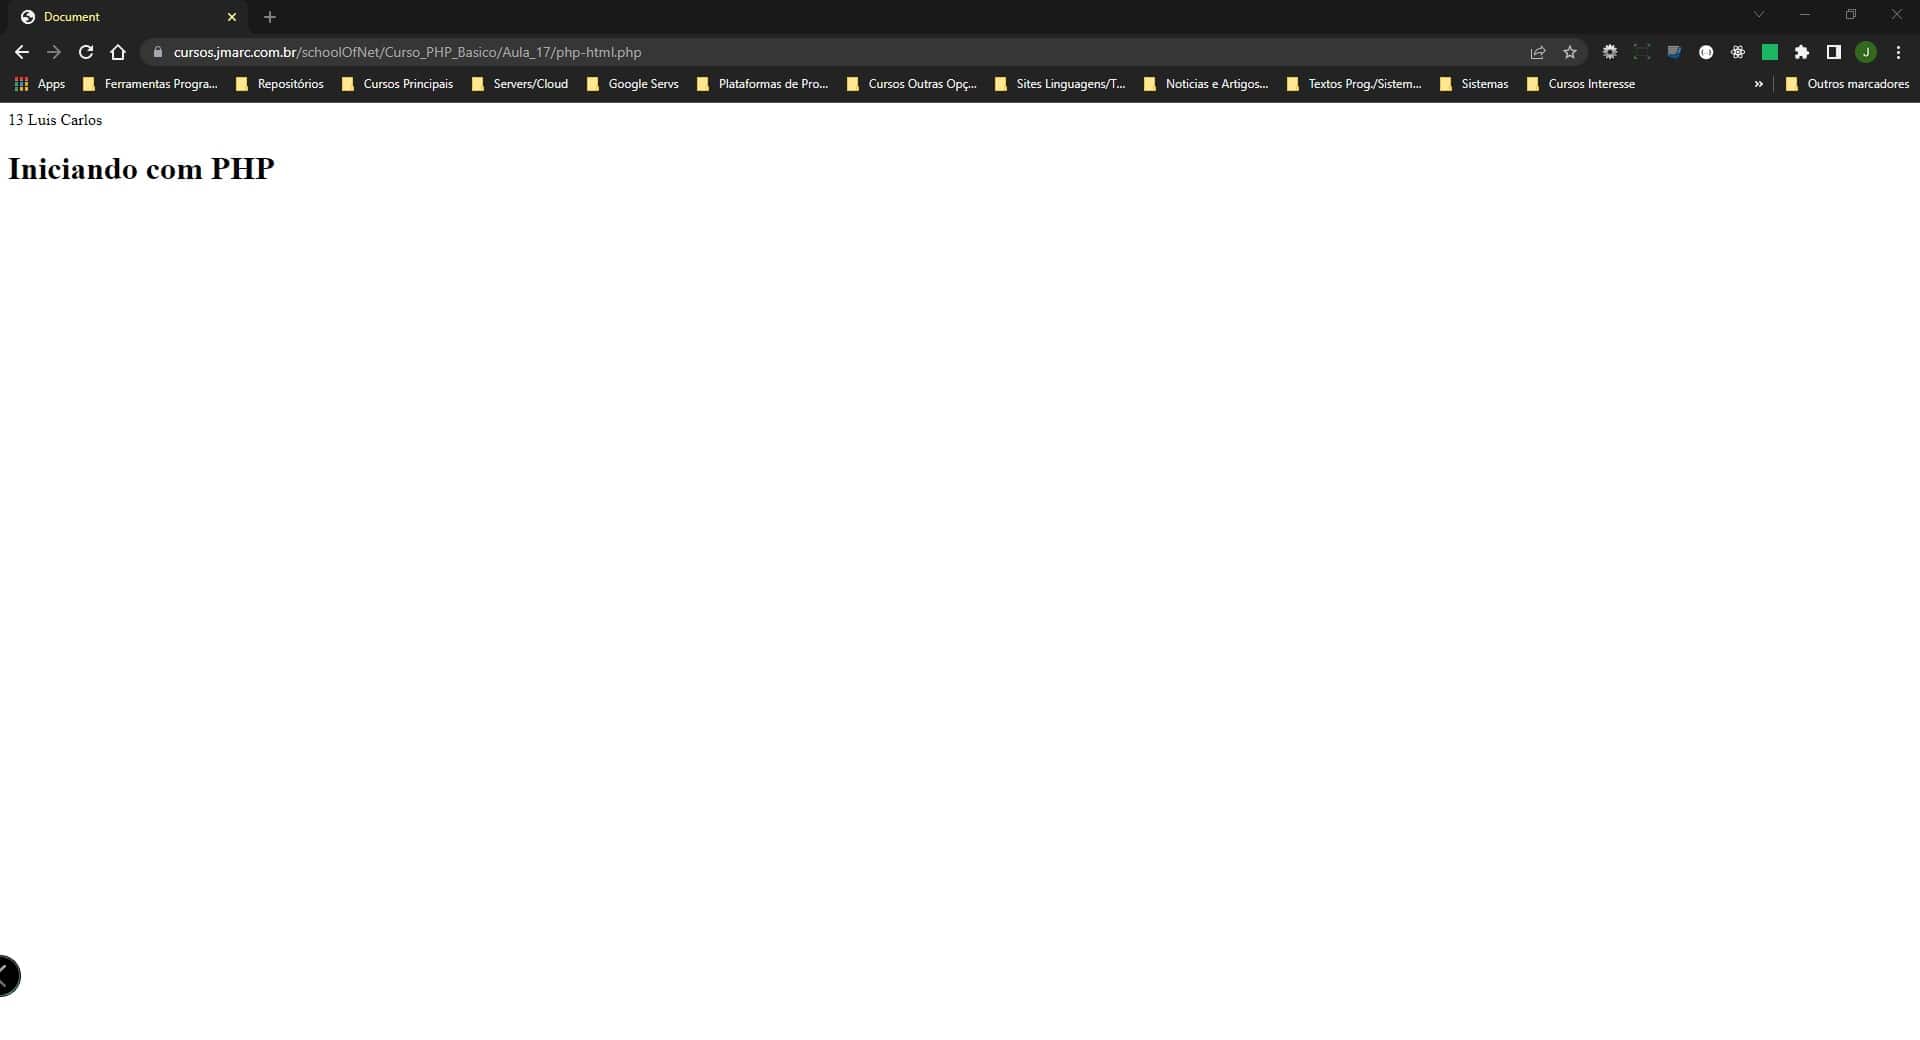 Document
cursos.jmarc.com.br/schoolOfNet/Curso_PHP_Basico/Aula_17/php-html.php
J
Apps Ferramentas Progra... Repositórios Cursos Principais Servers/Cloud Google Servs Plataformas de Pro... Cursos Outras Opç... Sites Linguagens/T... Noticias e Artigos... Textos Prog./Sistem... Sistemas Cursos Interesse » Outros marcadores
13 Luis Carlos
Iniciando com PHP